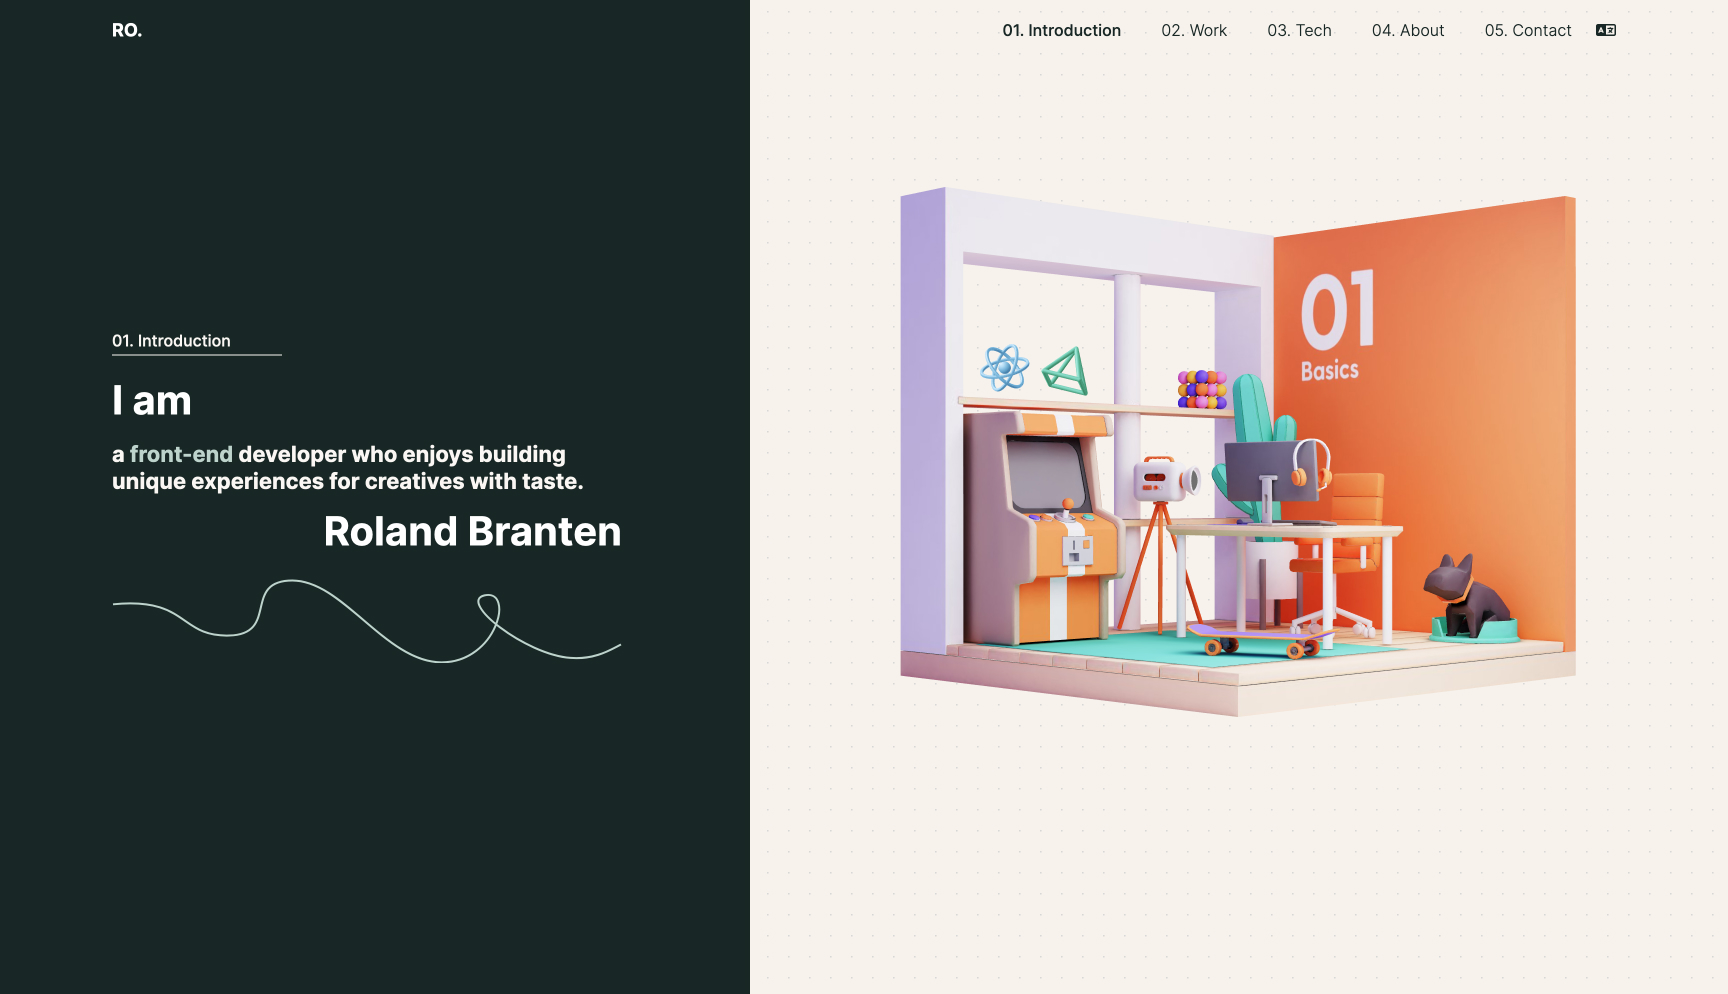 RO.
01. Introduction
02. Work
03. Tech
04. About
05. Contact
01. Introduction
I am
a front-end developer who enjoys building
unique experiences for creatives with taste.
Roland Branten
01
Basics